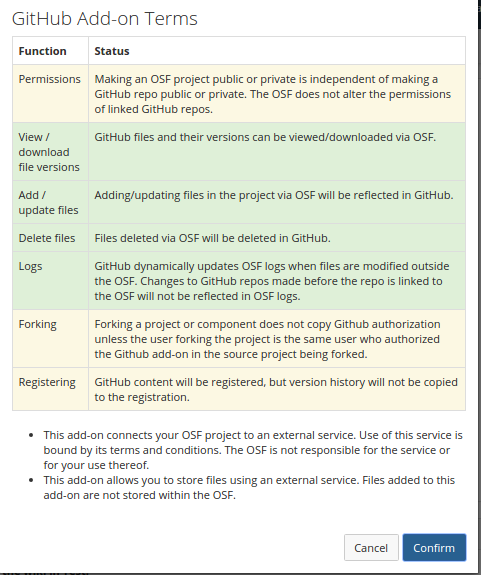 GitHub Add-on Terms
Function Status
Permissions Making an OSF project public or private is independent of making a
GitHub repo public or private. The OSF does not alter the permissions
of linked GitHub repos.
View / GitHub files and their versions can be viewed/downloaded via OSF.
download
file versions
Add / Adding/updating files in the project via OSF will be reflected in GitHub.
update files
Delete files Files deleted via OSF will be deleted in GitHub.
Logs GitHub dynamically updates OSF logs when files are modified outside
the OSF. Changes to GitHub repos made before the repo is linked to
the OSF will not be reflected in OSF logs.
Forking Forking a project or component does not copy Github authorization
unless the user forking the project is the same user who authorized
the Github add-on in the source project being forked.
Registering GitHub content will be registered, but version history will not be copied
to the registration.
• This add-on connects your OSF project to an external service. Use of this service is
bound by its terms and conditions. The OSF is not responsible for the service or
for your use thereof.
• This add-on allows you to store files using an external service. Files added to this
add-on are not stored within the OSF.
Cancel Confirm